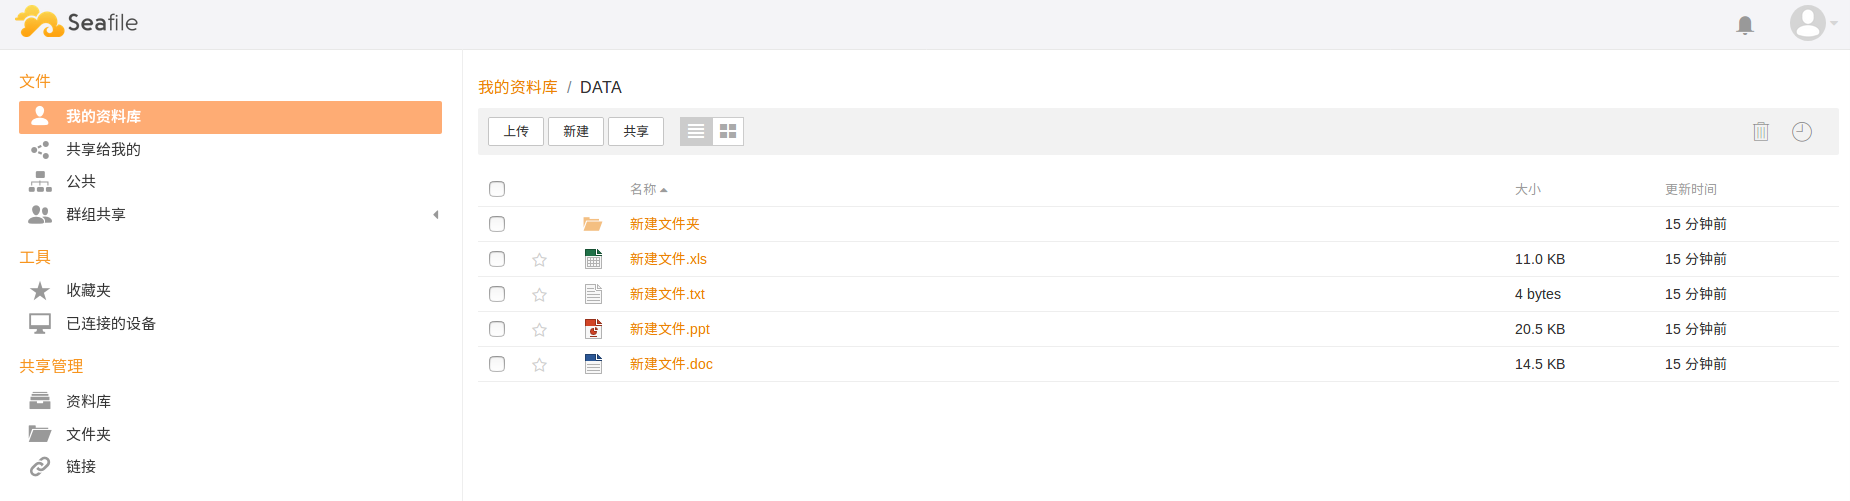 Seafile
文件
我的资料库
共享给我的
公共
群组共享
工具
收藏夹
已连接的设备
共享管理
资料库
文件夹
链接
我的资料库 / DATA
上传 新建 共享
名称 大小 更新时间
新建文件夹 15 分钟前
新建文件.xls 11.0 KB 15 分钟前
新建文件.txt 4 bytes 15 分钟前
新建文件.ppt 20.5 KB 15 分钟前
新建文件.doc 14.5 KB 15 分钟前